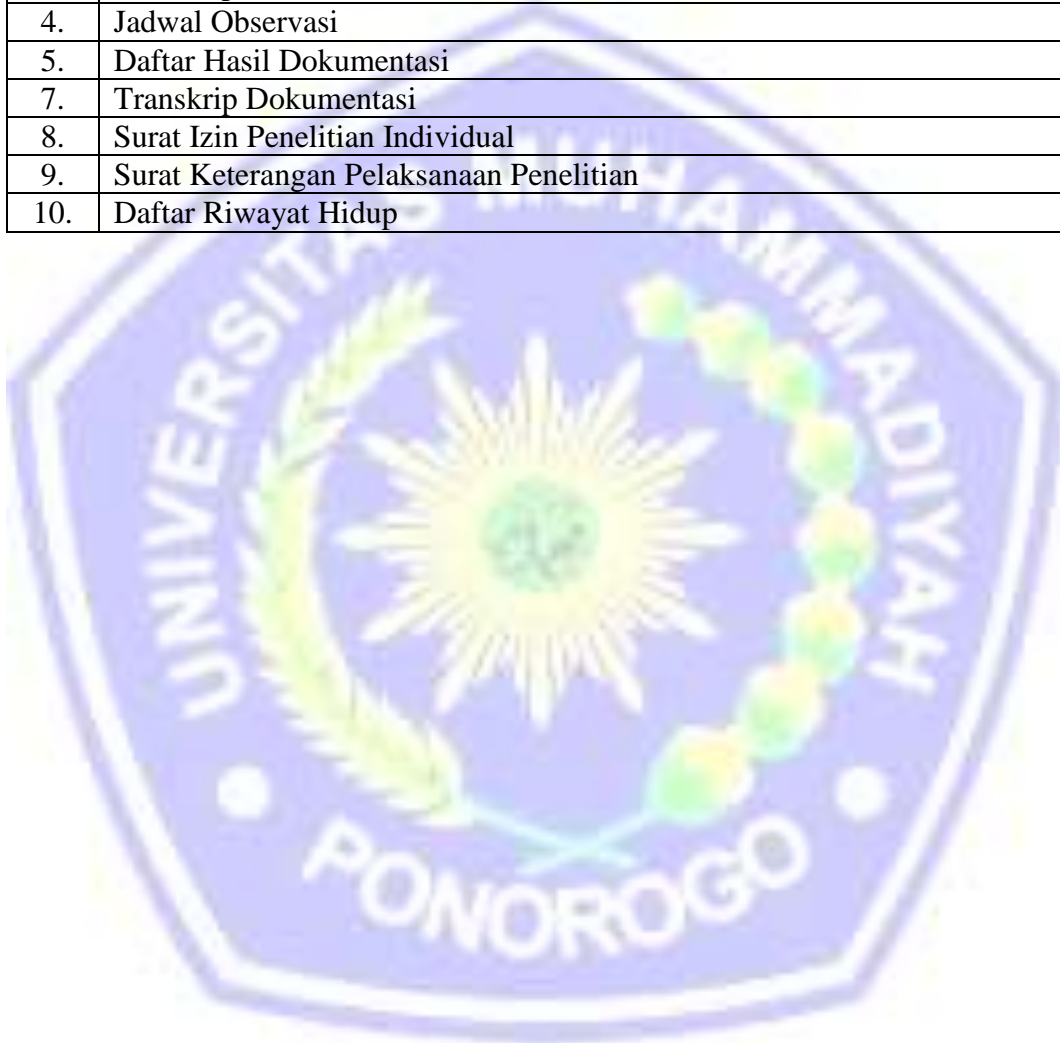 4. Jadwal Observasi
5. Daftar Hasil Dokumentasi
7. Transkrip Dokumentasi
8. Surat Izin Penelitian Individual
9. Surat Keterangan Pelaksanaan Penelitian
10. Daftar Riwayat Hidup
UNIVERSITAS MUHAMMADIYAH
PONOROGO